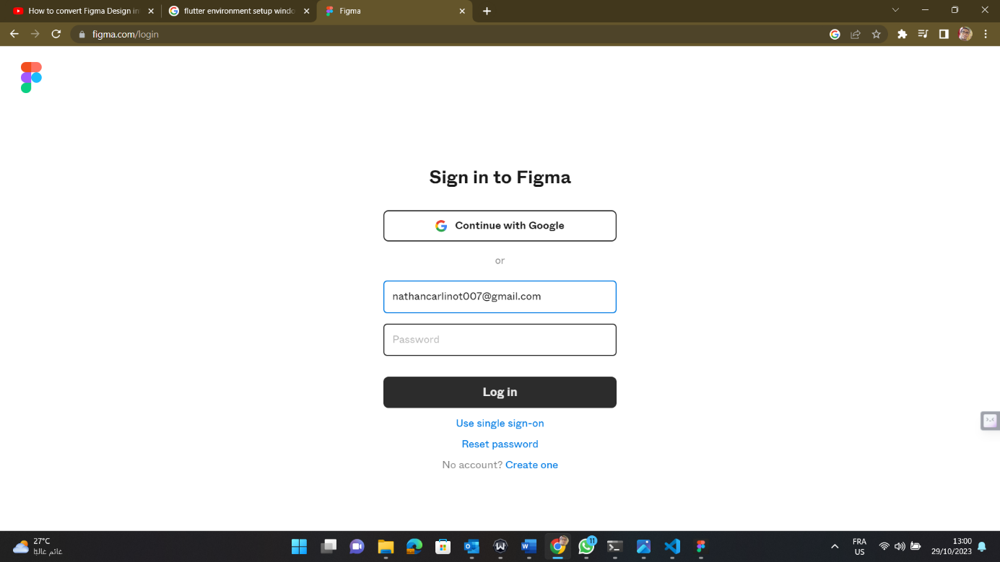 How to convert Figma Design in
flutter environment setup windo
Figma
figma.com/login
Sign in to Figma
Continue with Google
or
nathancarlinot007@gmail.com
Password
Log in
Use single sign-on
Reset password
No account? Create one
27°C
غائم غالبًا
11
FRA
US
13:00
29/10/2023